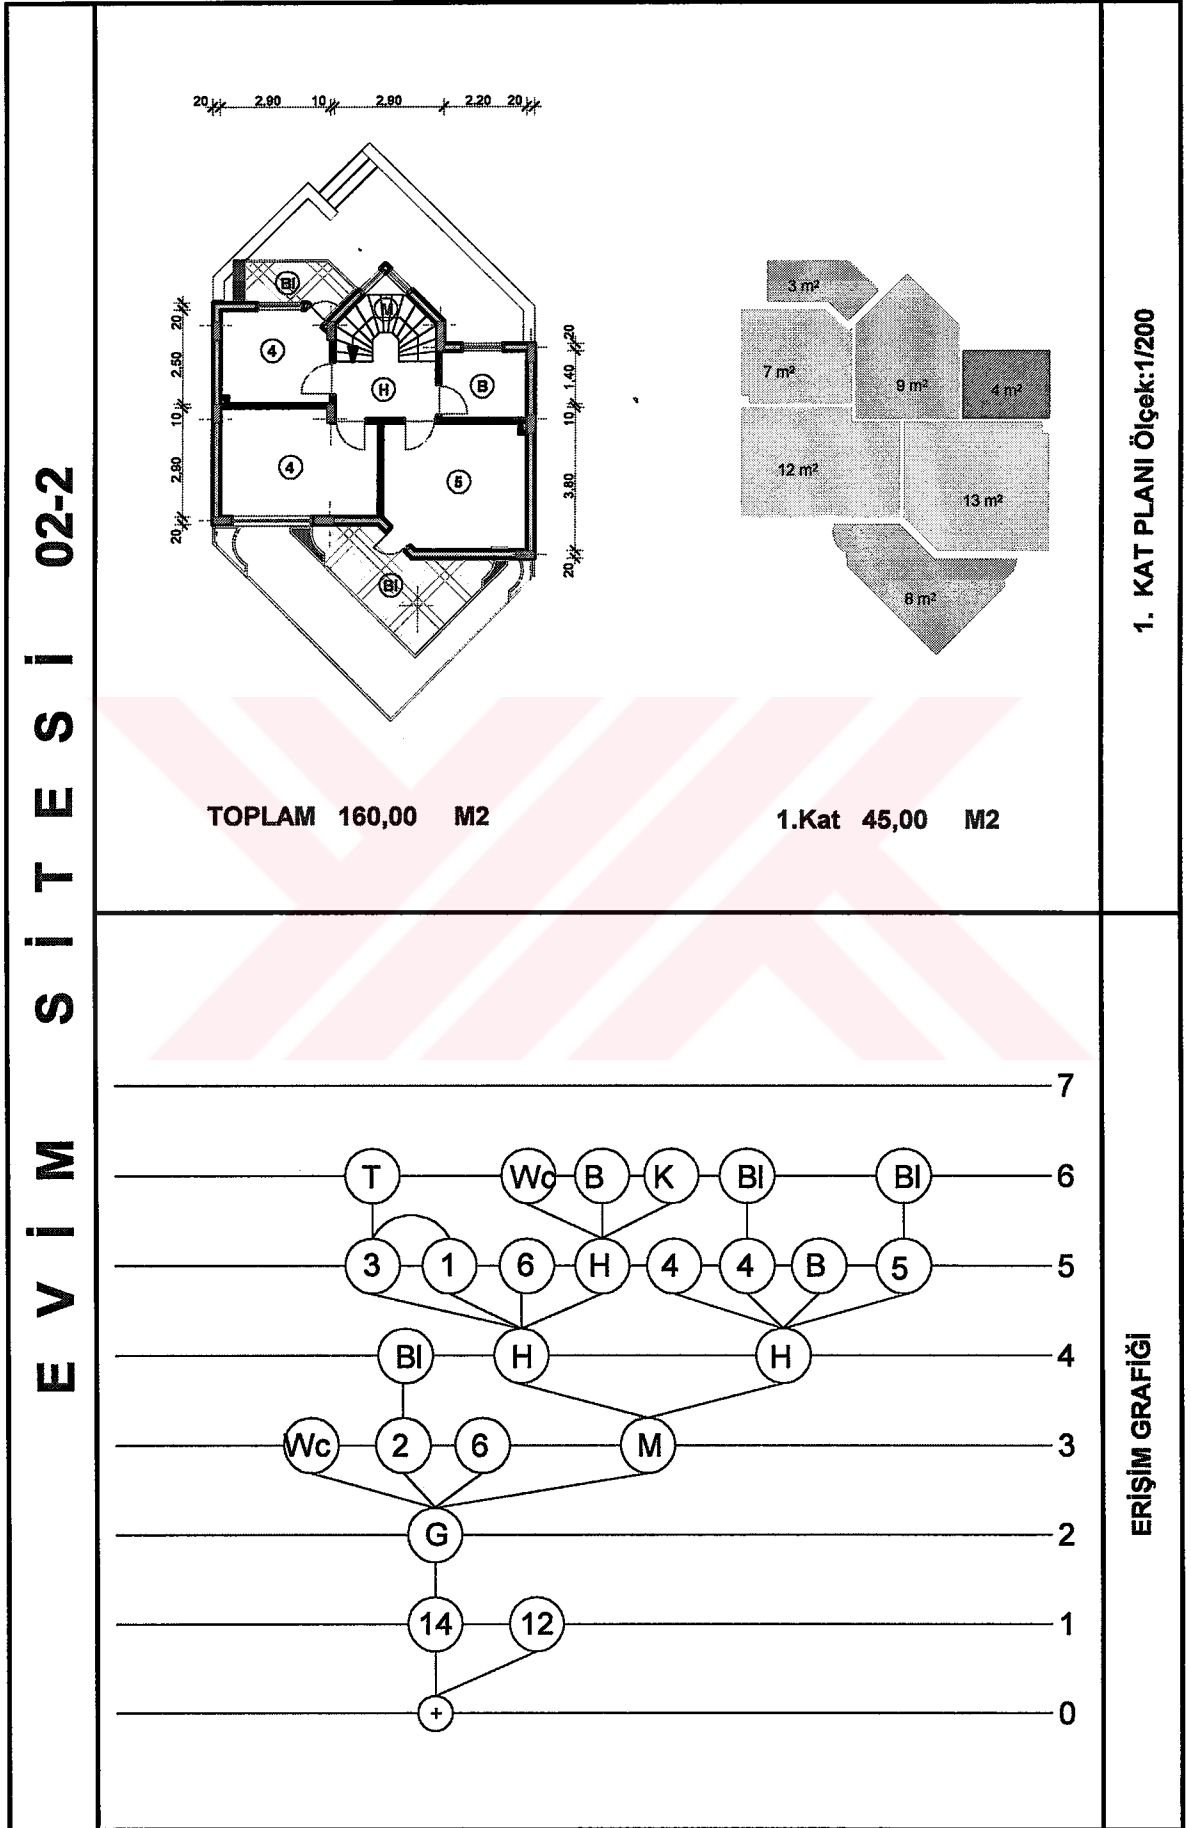 EVİM SİTESİ 02-2
20 2.90 10 2.90 2.20 20
Bl
M
4
H
B
4
5
Bl
20 2.50 10 2.90 20
20 1.40 10 3.80 20
3 m²
7 m²
9 m²
4 m²
12 m²
13 m²
8 m²
TOPLAM 160,00 M2
1.Kat 45,00 M2
1. KAT PLANI Ölçek:1/200
7
T Wc B K Bl Bl 6
3 1 6 H 4 4 B 5 5
Bl H H 4
Wc 2 6 M 3
G 2
14 12 1
+ 0
ERİŞİM GRAFİĞİ